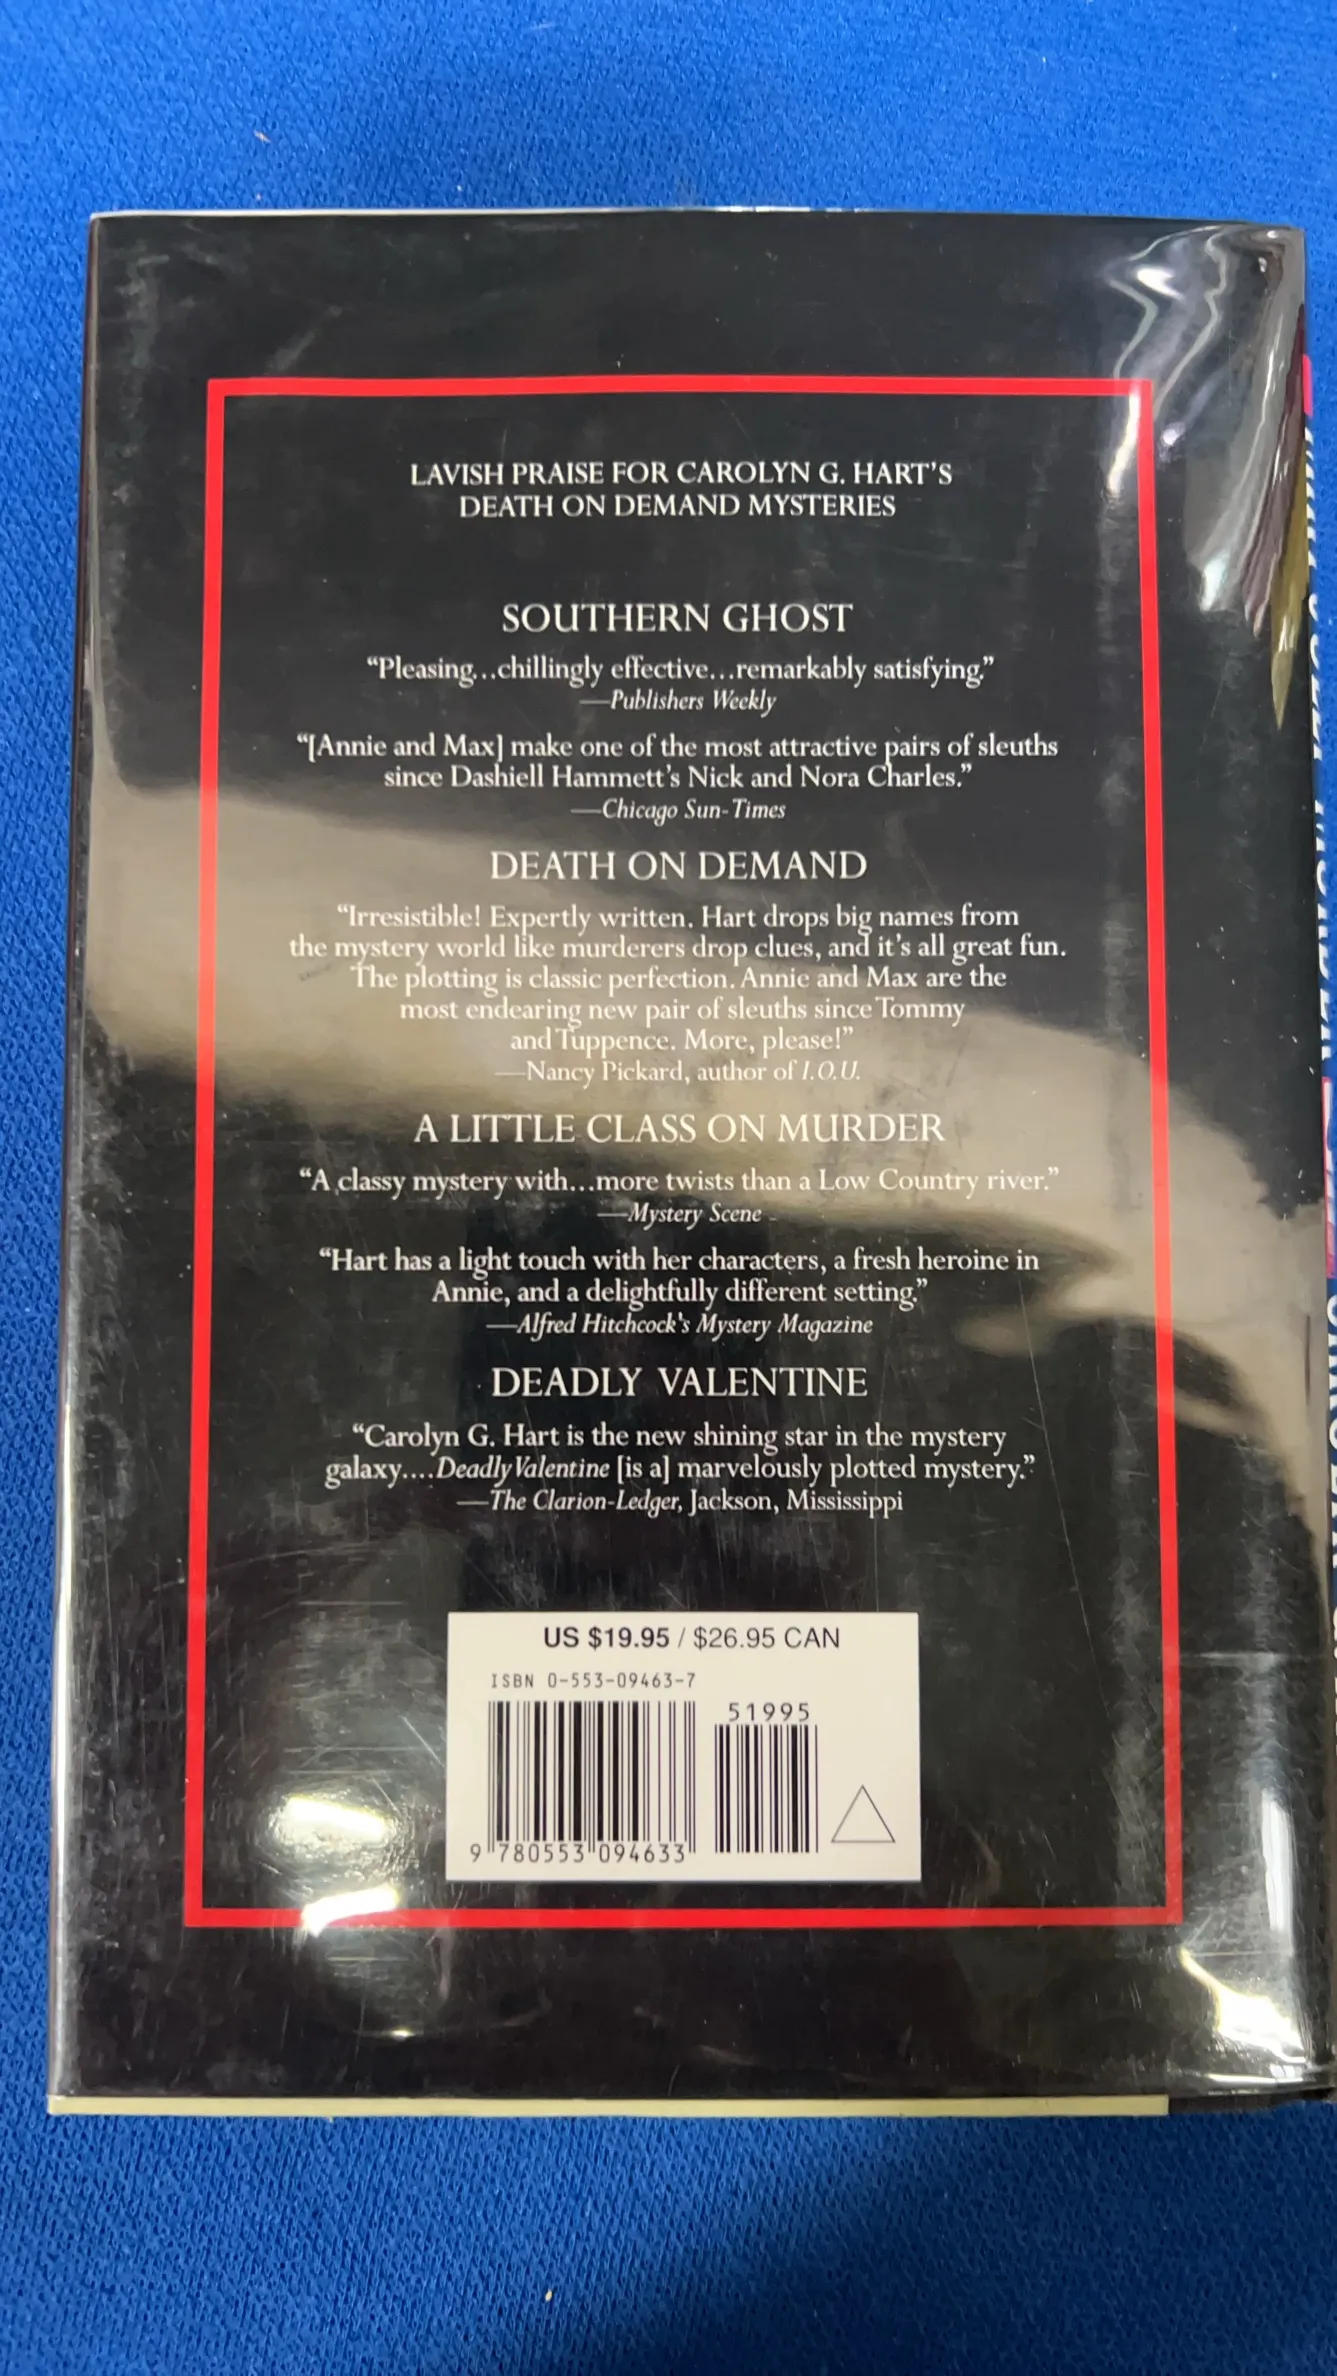 LAVISH PRAISE FOR CAROLYN G. HART'S
DEATH ON DEMAND MYSTERIES
SOUTHERN GHOST
“Pleasing...chillingly effective...remarkably satisfying.”
—Publishers Weekly
“[Annie and Max] make one of the most attractive pairs of sleuths
since Dashiell Hammett's Nick and Nora Charles.”
—Chicago Sun-Times
DEATH ON DEMAND
“Irresistible! Expertly written. Hart drops big names from
the mystery world like murderers drop clues, and it's all great fun.
The plotting is classic perfection. Annie and Max are the
most endearing new pair of sleuths since Tommy
and Tuppence. More, please!”
—Nancy Pickard, author of I.O.U.
A LITTLE CLASS ON MURDER
“A classy mystery with...more twists than a Low Country river.”
—Mystery Scene
“Hart has a light touch with her characters, a fresh heroine in
Annie, and a delightfully different setting.”
—Alfred Hitchcock's Mystery Magazine
DEADLY VALENTINE
“Carolyn G. Hart is the new shining star in the mystery
galaxy....Deadly Valentine [is a] marvelously plotted mystery.”
—The Clarion-Ledger, Jackson, Mississippi
US $19.95 / $26.95 CAN
ISBN 0-553-09463-7
51995
9 780553 094633